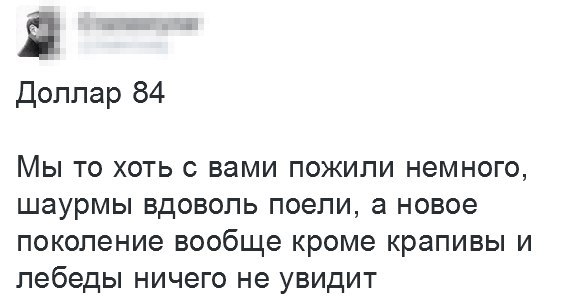 Доллар 84
Мы то хоть с вами пожили немного,
шаурмы вдоволь поели, а новое
поколение вообще кроме крапивы и
лебеды ничего не увидит